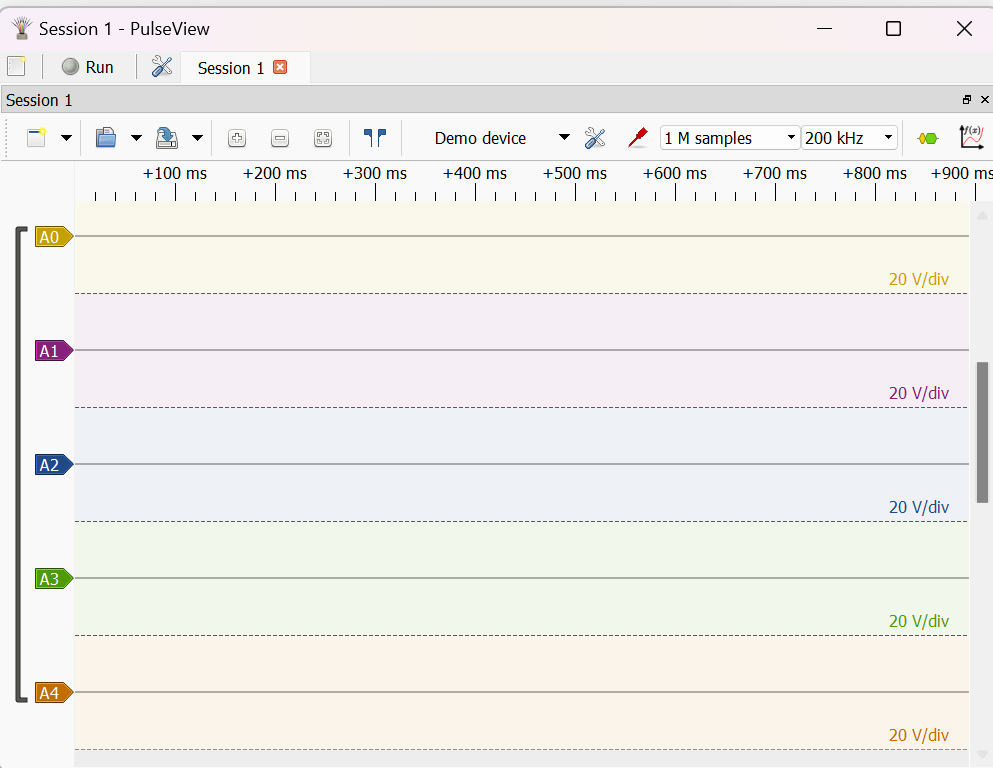 Session 1 - PulseView
Run
Session 1
Session 1
Demo device
1 M samples
200 kHz
f(x)
+100 ms +200 ms +300 ms +400 ms +500 ms +600 ms +700 ms +800 ms +900 ms
A0
20 V/div
A1
20 V/div
A2
20 V/div
A3
20 V/div
A4
20 V/div